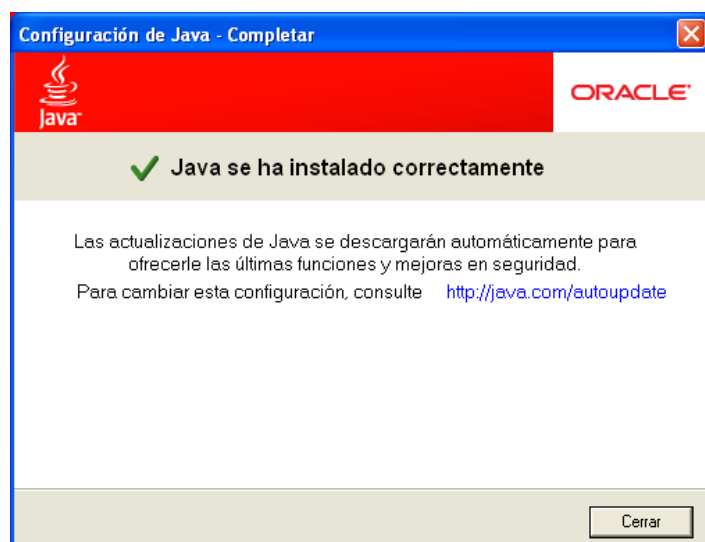 Configuración de Java - Completar
Java
ORACLE
Java se ha instalado correctamente
Las actualizaciones de Java se descargarán automáticamente para
ofrecerle las últimas funciones y mejoras en seguridad.
Para cambiar esta configuración, consulte http://java.com/autoupdate
Cerrar